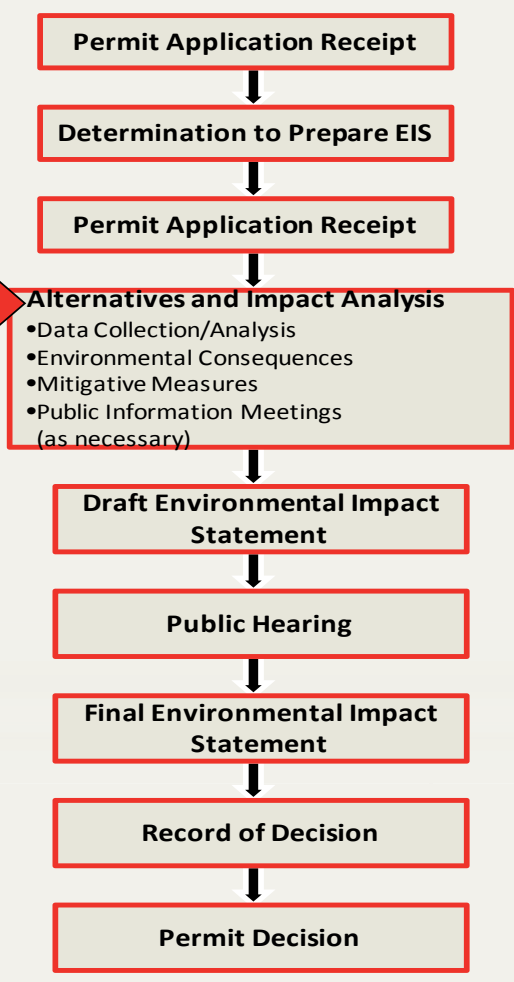 Permit Application Receipt
Determination to Prepare EIS
Permit Application Receipt
Alternatives and Impact Analysis
•Data Collection/Analysis
•Environmental Consequences
•Mitigative Measures
•Public Information Meetings
(as necessary)
Draft Environmental Impact
Statement
Public Hearing
Final Environmental Impact
Statement
Record of Decision
Permit Decision